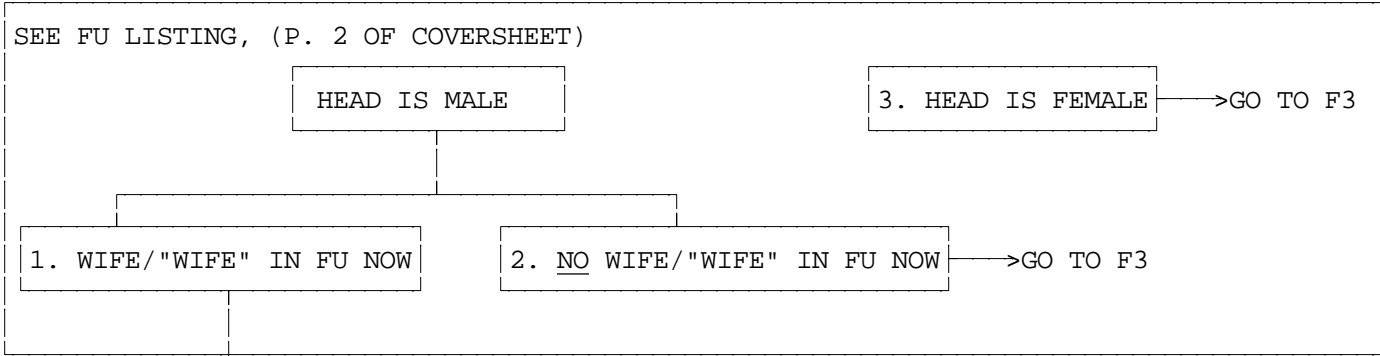 SEE FU LISTING, (P. 2 OF COVERSHEET)
HEAD IS MALE
3. HEAD IS FEMALE
GO TO F3
1. WIFE/"WIFE" IN FU NOW
2. NO WIFE/"WIFE" IN FU NOW
GO TO F3